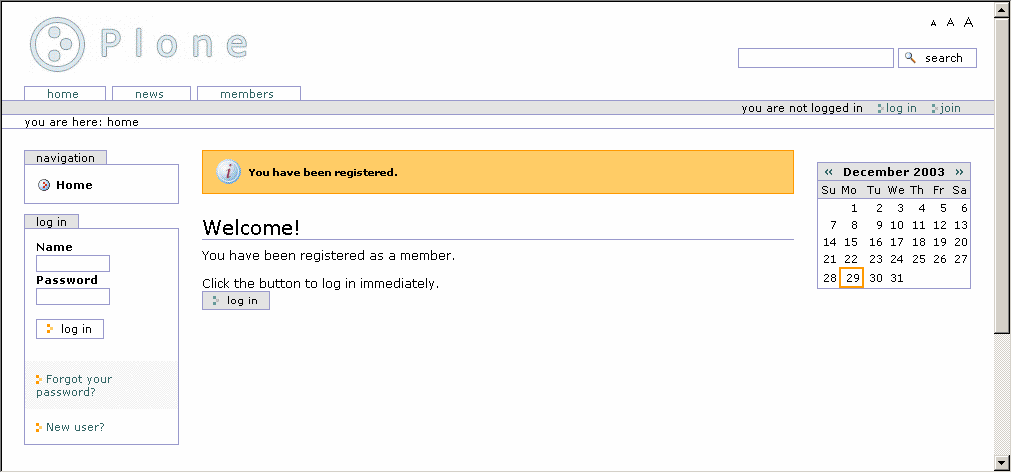 Plone
A A A
search
home news members
you are not logged in log in join
you are here: home
navigation
Home
log in
Name
Password
log in
Forgot your
password?
New user?
You have been registered.
Welcome!
You have been registered as a member.
Click the button to log in immediately.
log in
« December 2003 »
Su Mo Tu We Th Fr Sa
1 2 3 4 5 6
7 8 9 10 11 12 13
14 15 16 17 18 19 20
21 22 23 24 25 26 27
28 29 30 31